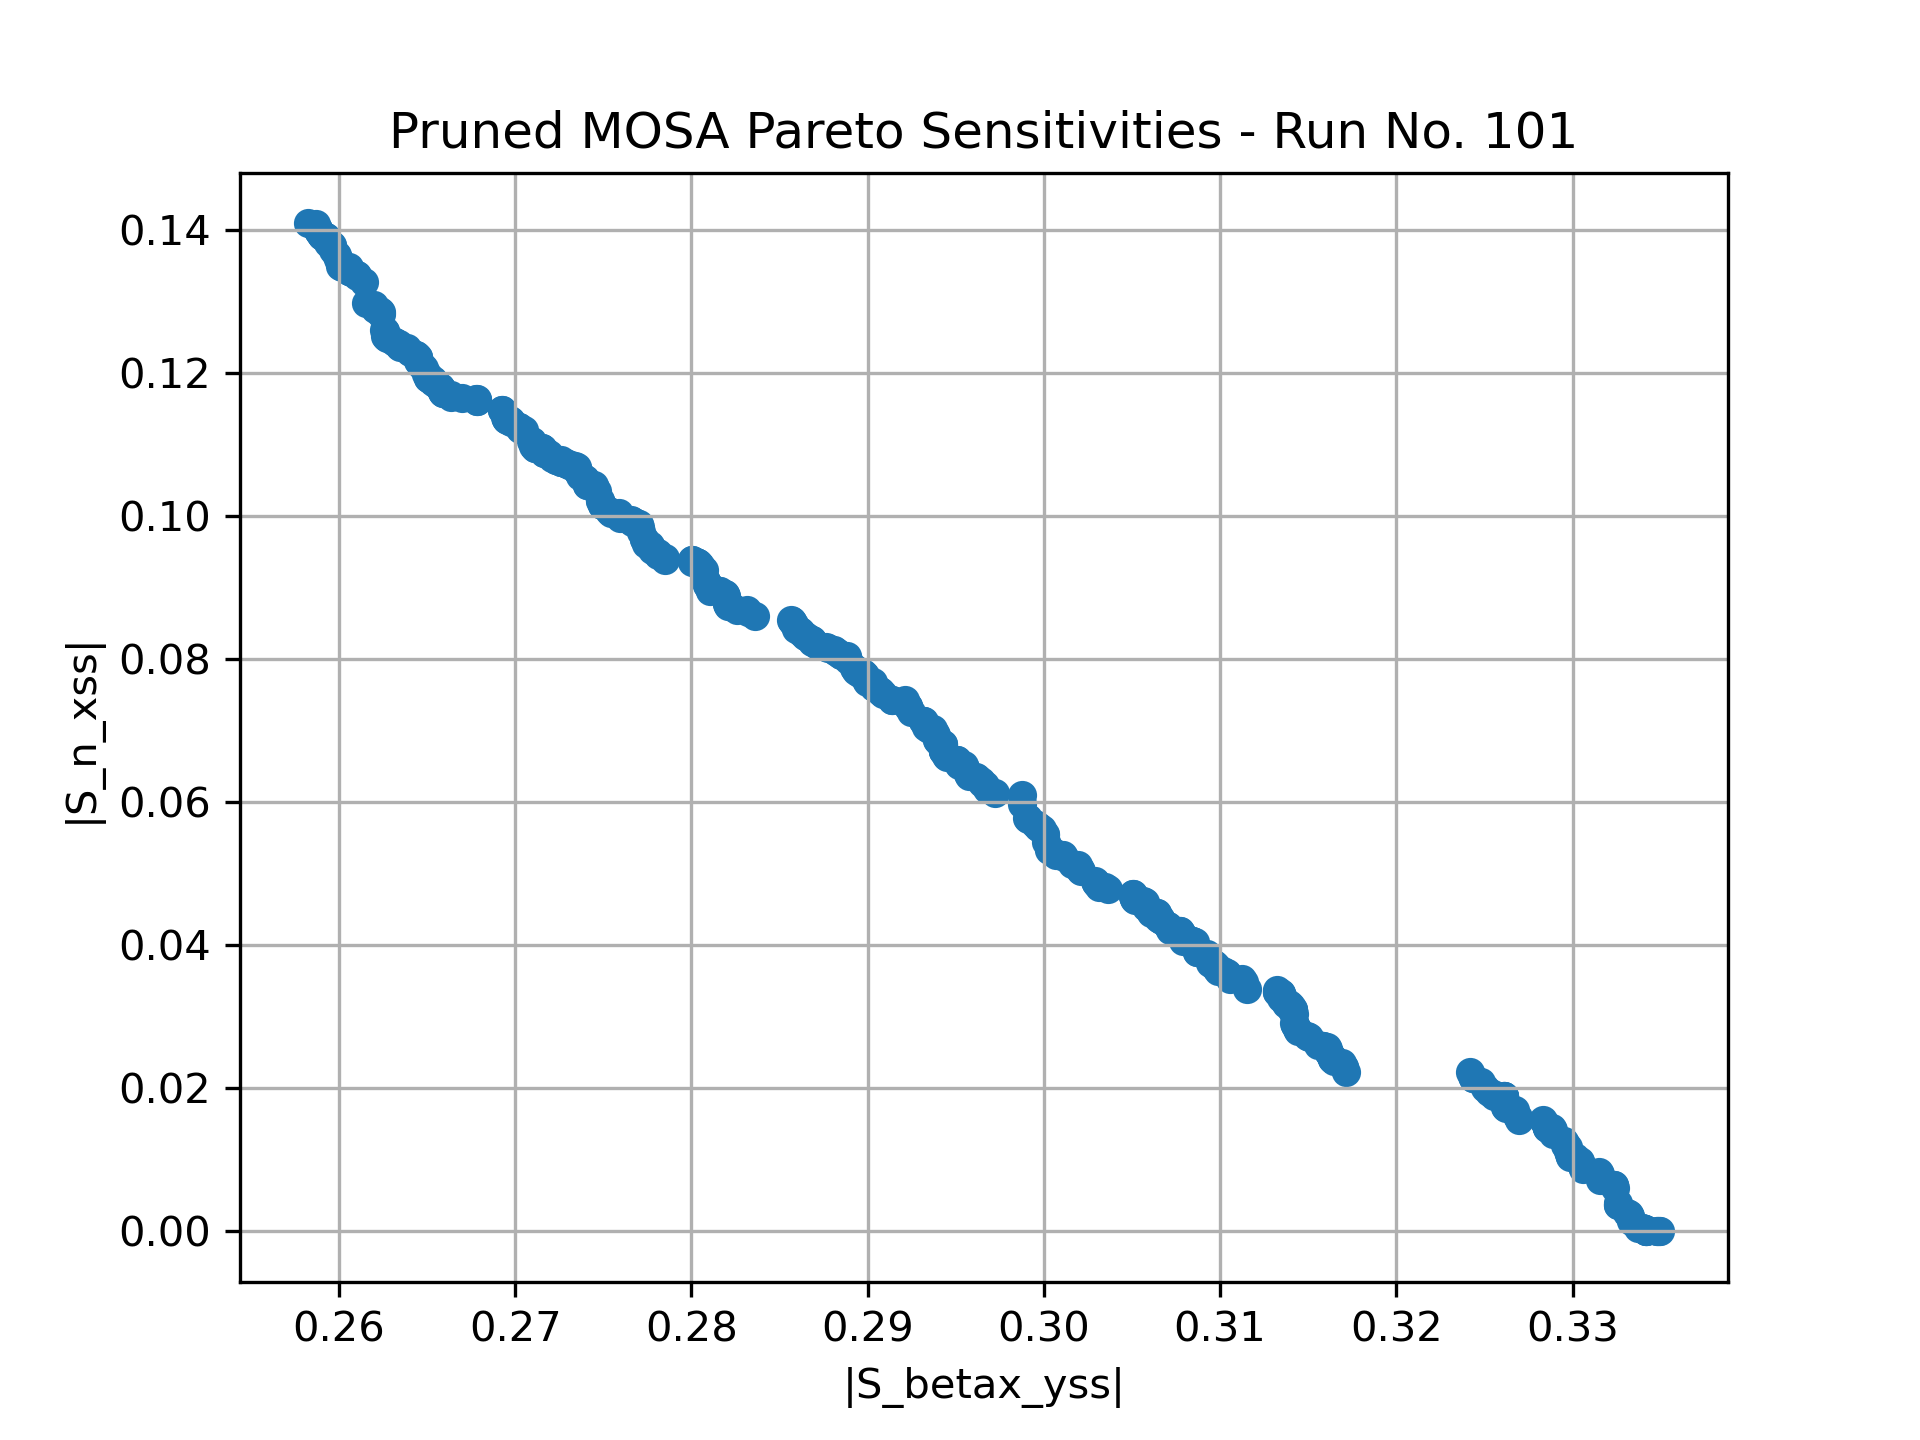 Pruned MOSA Pareto Sensitivities - Run No. 101
0.14
0.12
0.10
0.08
0.06
0.04
0.02
0.00
|S_n_xss|
0.26 0.27 0.28 0.29 0.30 0.31 0.32 0.33
|S_betax_yss|